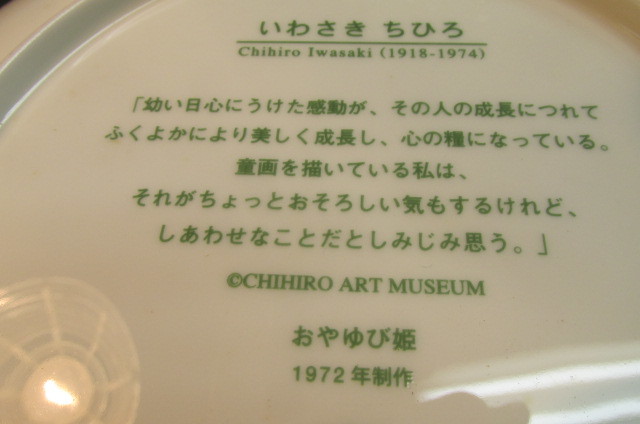 いわさき ちひろ
Chihiro Iwasaki (1918-1974)
「幼い日心にうけた感動が、その人の成長につれて
ふくよかにより美しく成長し、心の糧になっている。
童画を描いている私は、
それがちょっとおそろしい気もするけれど、
しあわせなことだとしみじみ思う。」
©CHIHIRO ART MUSEUM
おやゆび姫
1972年制作